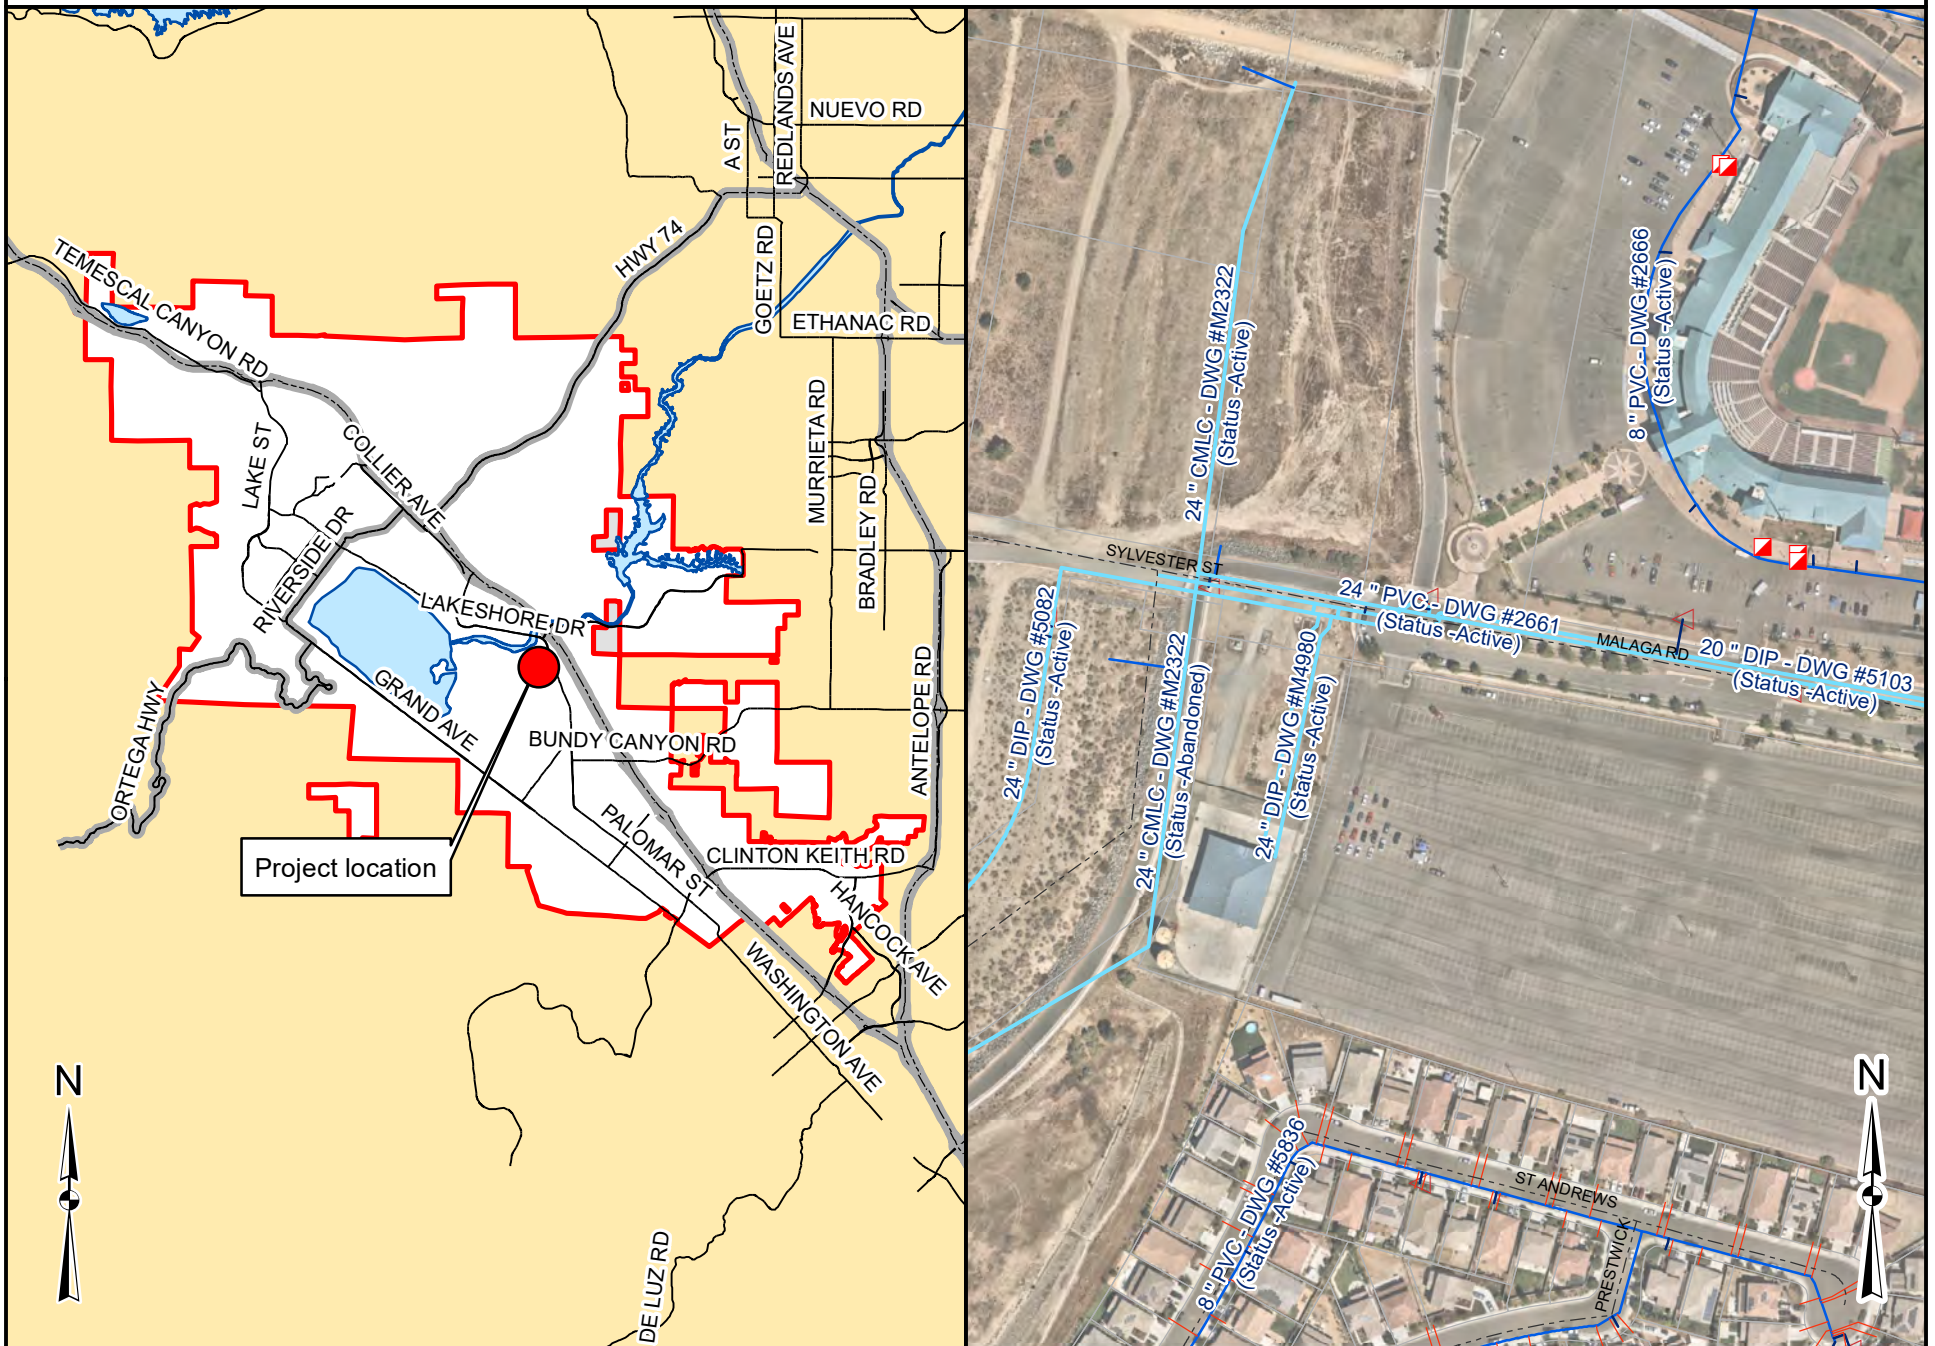 REDLANDS AVE
NUEVO RD
A ST
HWY 74
GOETZ RD
TEMESCAL CANYON RD
ETHANAC RD
LAKE ST
COLLIER AVE
MURRIETA RD
BRADLEY RD
RIVERSIDE DR
LAKESHORE DR
GRAND AVE
ORTEGA HWY
BUNDY CANYON RD
ANTELOPE RD
Project location
PALOMAR ST
CLINTON KEITH RD
HANCOCK AVE
WASHINGTON AVE
DE LUZ RD
N
8 " PVC - DWG #2666
(Status -Active)
24 " CMLC - DWG #M2322
(Status -Active)
SYLVESTER ST
24 " PVC - DWG #2661
(Status -Active)
MALAGA RD
20 " DIP - DWG #5103
(Status -Active)
24 " DIP - DWG #5082
(Status -Active)
24 " CMLC - DWG #M2322
(Status -Abandoned)
24 " DIP - DWG #M4980
(Status -Active)
8 " PVC - DWG #5836
(Status -Active)
ST ANDREWS
PRESTWICK
N